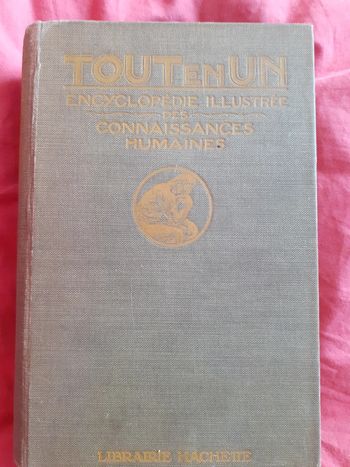 TOUT EN UN
ENCYCLOPÉDIE ILLUSTRÉE
DES
CONNAISSANCES
HUMAINES
LIBRAIRIE HACHETTE